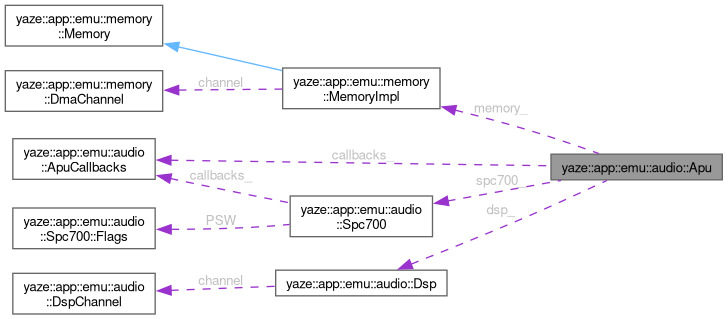 yaze::app::emu::memory
::Memory
yaze::app::emu::memory
::DmaChannel
channel
yaze::app::emu::memory
::MemoryImpl
memory_
yaze::app::emu::audio
::ApuCallbacks
callbacks_
callbacks_
yaze::app::emu::audio::Apu
spc700_
yaze::app::emu::audio
::Spc700::Flags
PSW
yaze::app::emu::audio
::Spc700
dsp_
yaze::app::emu::audio
::DspChannel
channel
yaze::app::emu::audio::Dsp